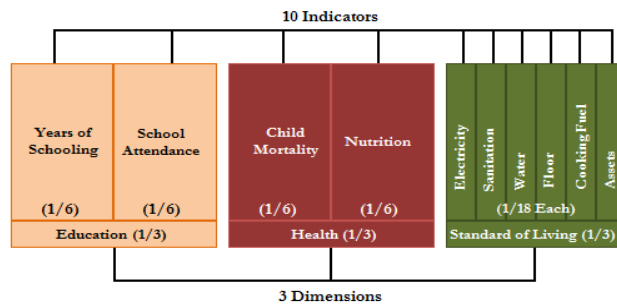 10 Indicators
Years of
Schooling
(1/6)
School
Attendance
(1/6)
Education (1/3)
Child
Mortality
(1/6)
Nutrition
(1/6)
Health (1/3)
Electricity
Sanitation
Water
Floor
Cooking Fuel
Assets
(1/18 Each)
Standard of Living (1/3)
3 Dimensions